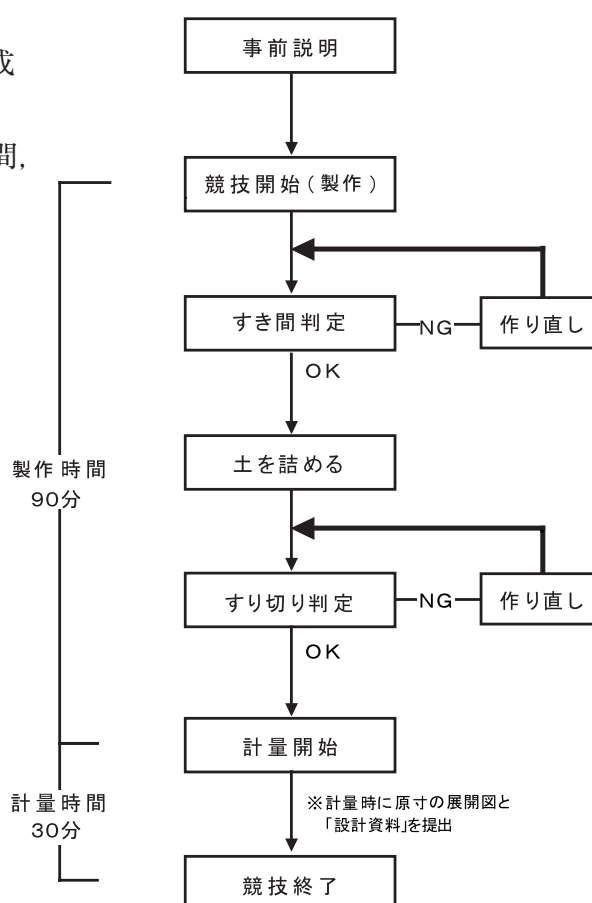 成
間,
事前説明
競技開始(製作)
すき間判定
NG
作り直し
OK
製作時間
90分
土を詰める
すり切り判定
NG
作り直し
OK
計量開始
計量時間
30分
※計量時に原寸の展開図と
「設計資料」を提出
競技終了